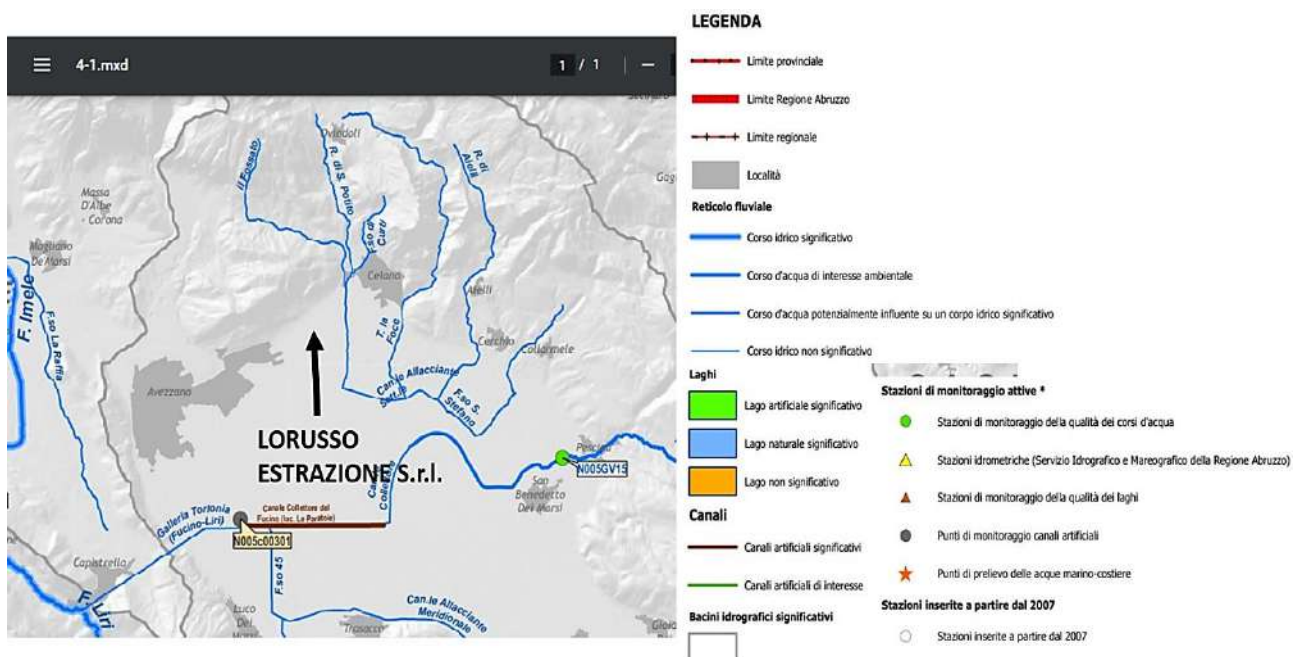 4-1.mxd
1 / 1
Ovindoli
Il Fossato
R. di S. Potito
R. di
Aielli
F.so di
Curti
Massa
D'Albe
- Corona
Magliano
De Marsi
F. Imele
F.so La Raffia
Celano
Aielli
T. la
Foce
Cerchio
Collarmele
Avezzano
Can.le Allacciante
Sett.le
F.so S.
Stefano
LORUSSO
ESTRAZIONE S.r.l.
Pescina
N005GV15
San
Benedetto
Dei Marsi
Collettore
Canale Collettore del
Fucino (loc. La Paratoie)
Galleria Torlonia
(Fucino-Liri)
N005c00301
Capistrello
F. Liri
F.so 45
Luco
Dei
Trasacco
Can.le Allacciante
Meridionale
LEGENDA
Limite provinciale
Limite Regione Abruzzo
Limite regionale
Località
Reticolo fluviale
Corso idrico significativo
Corso d'acqua di interesse ambientale
Corso d'acqua potenzialmente influente su un corpo idrico significativo
Corso idrico non significativo
Laghi
Lago artificiale significativo
Lago naturale significativo
Lago non significativo
Canali
Canali artificiali significativi
Canali artificiali di interesse
Bacini idrografici significativi
Stazioni di monitoraggio attive *
Stazioni di monitoraggio della qualità dei corsi d'acqua
Stazioni idrometriche (Servizio Idrografico e Mareografico della Regione Abruzzo)
Stazioni di monitoraggio della qualità dei laghi
Punti di monitoraggio canali artificiali
Punti di prelievo delle acque marino-costiere
Stazioni inserite a partire dal 2007
Stazioni inserite a partire dal 2007